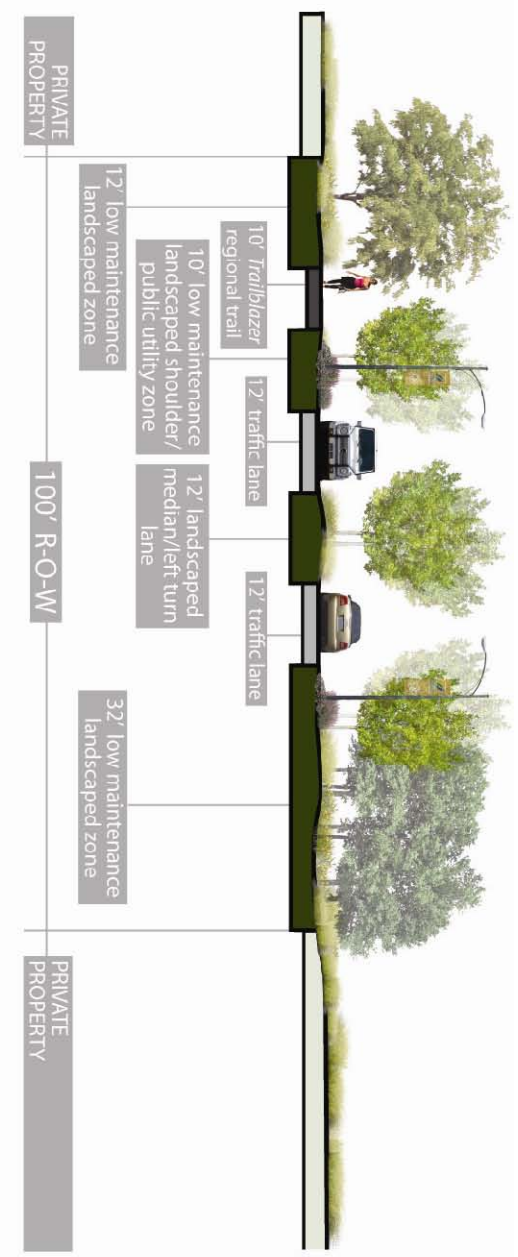 PRIVATE
PROPERTY
12' low maintenance
landscaped zone
10' Trailblazer
regional trail
10' low maintenance
landscaped shoulder/
public utility zone
12' traffic lane
12' landscaped
median/left turn
lane
12' traffic lane
32' low maintenance
landscaped zone
100' R-O-W
PRIVATE
PROPERTY